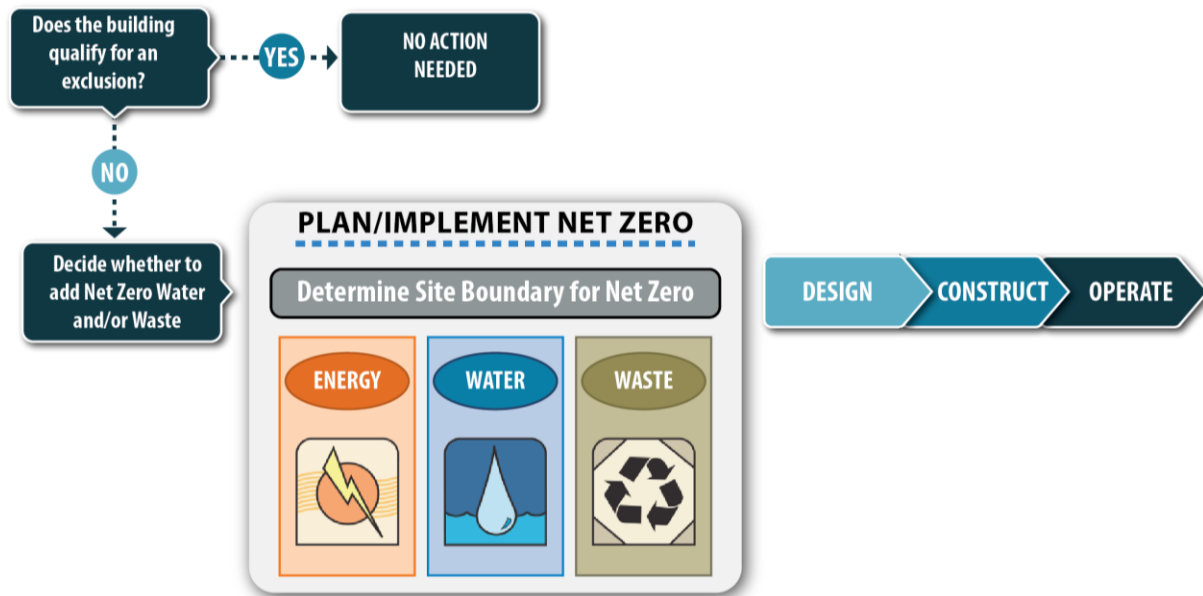 Does the building
qualify for an
exclusion?
YES
NO ACTION
NEEDED
NO
Decide whether to
add Net Zero Water
and/or Waste
PLAN/IMPLEMENT NET ZERO
Determine Site Boundary for Net Zero
ENERGY
WATER
WASTE
DESIGN
CONSTRUCT
OPERATE